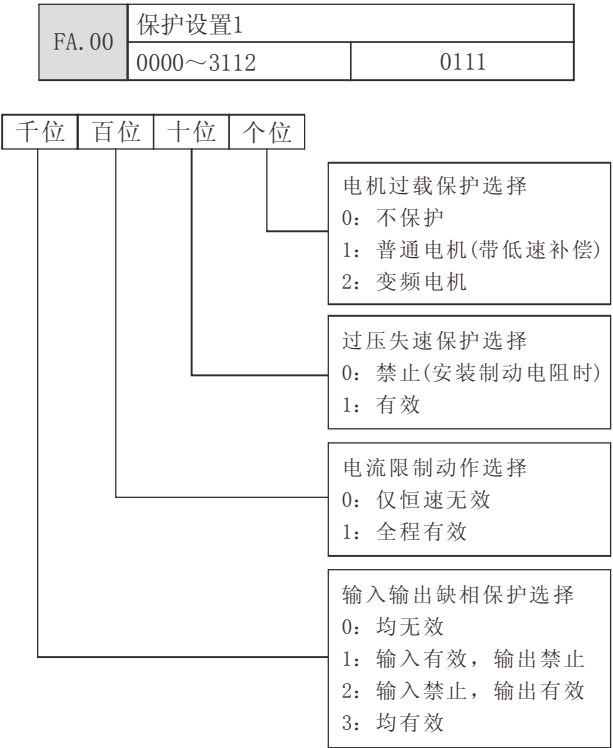 FA.00
保护设置1
0000～3112
0111
千位 百位 十位 个位
电机过载保护选择
0: 不保护
1: 普通电机(带低速补偿)
2: 变频电机
过压失速保护选择
0: 禁止(安装制动电阻时)
1: 有效
电流限制动作选择
0: 仅恒速无效
1: 全程有效
输入输出缺相保护选择
0: 均无效
1: 输入有效，输出禁止
2: 输入禁止，输出有效
3: 均有效